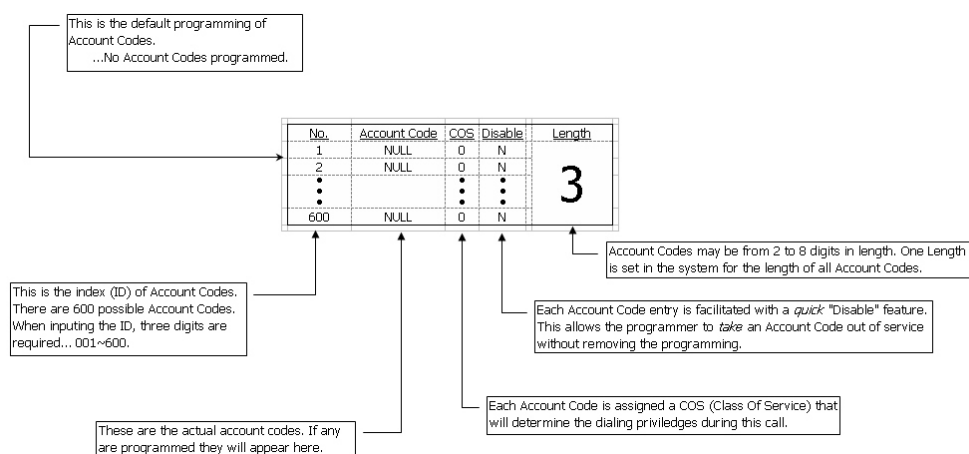 This is the default programming of
Account Codes.
...No Account Codes programmed.
No. Account Code COS Disable Length
1 NULL 0 N
2 NULL 0 N
3
600 NULL 0 N
Account Codes may be from 2 to 8 digits in length. One Length
is set in the system for the length of all Account Codes.
This is the index (ID) of Account Codes.
There are 600 possible Account Codes.
When inputing the ID, three digits are
required... 001~600.
Each Account Code entry is facilitated with a quick "Disable" feature.
This allows the programmer to take an Account Code out of service
without removing the programming.
Each Account Code is assigned a COS (Class Of Service) that
will determine the dialing priviledges during this call.
These are the actual account codes. If any
are programmed they will appear here.